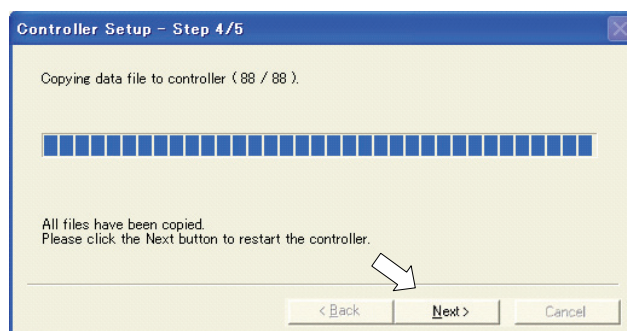 Controller Setup - Step 4/5
Copying data file to controller ( 88 / 88 ).
All files have been copied.
Please click the Next button to restart the controller.
< Back
Next >
Cancel